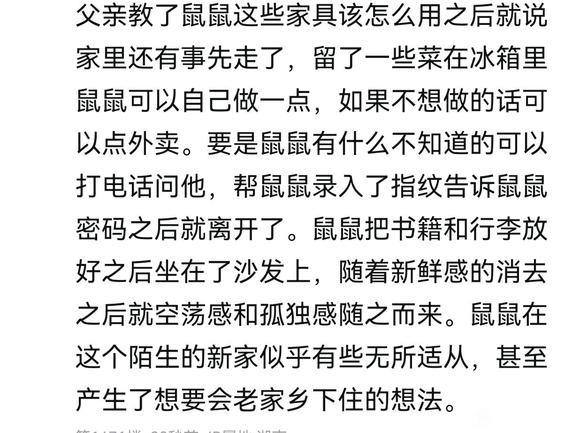 父亲教了鼠鼠这些家具该怎么用之后就说
家里还有事先走了，留了一些菜在冰箱里
鼠鼠可以自己做一点，如果不想做的话可
以点外卖。要是鼠鼠有什么不知道的可以
打电话问他，帮鼠鼠录入了指纹告诉鼠鼠
密码之后就离开了。鼠鼠把书籍和行李放
好之后坐在了沙发上，随着新鲜感的消去
之后就空荡感和孤独感随之而来。鼠鼠在
这个陌生的新家似乎有些无所适从，甚至
产生了想要会老家乡下住的想法。